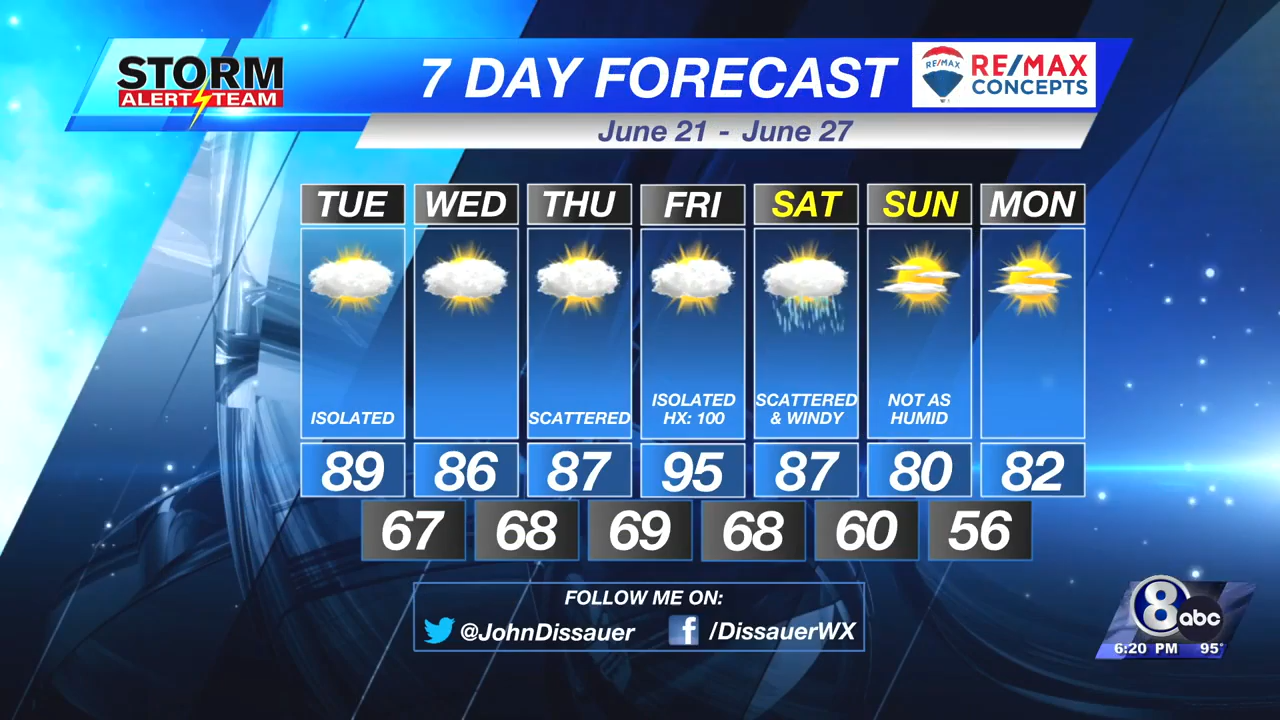 STORM
ALERT TEAM
7 DAY FORECAST
RE/MAX
RE/MAX
CONCEPTS
June 21 - June 27
TUE WED THU FRI SAT SUN MON
ISOLATED
SCATTERED
ISOLATED
HX: 100
SCATTERED
& WINDY
NOT AS
HUMID
89 86 87 95 87 80 82
67 68 69 68 60 56
FOLLOW ME ON:
@JohnDissauer f /DissauerWX
8 abc
6:20 PM 95°